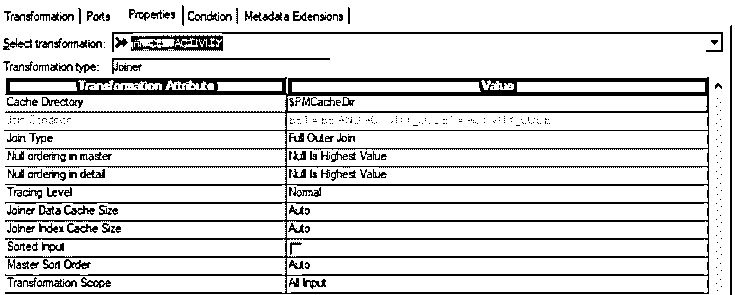 Transformation | Ports | Properties | Condition | Metadata Extensions |
Select transformation: ACTIVITY
Transformation type: Joiner
Transformation Attribute Value
Cache Directory $PMCacheDir
Join Condition
Join Type Full Outer Join
Null ordering in master Null Is Highest Value
Null ordering in detail Null Is Highest Value
Tracing Level Normal
Joiner Data Cache Size Auto
Joiner Index Cache Size Auto
Sorted Input
Master Sort Order Auto
Transformation Scope All Input